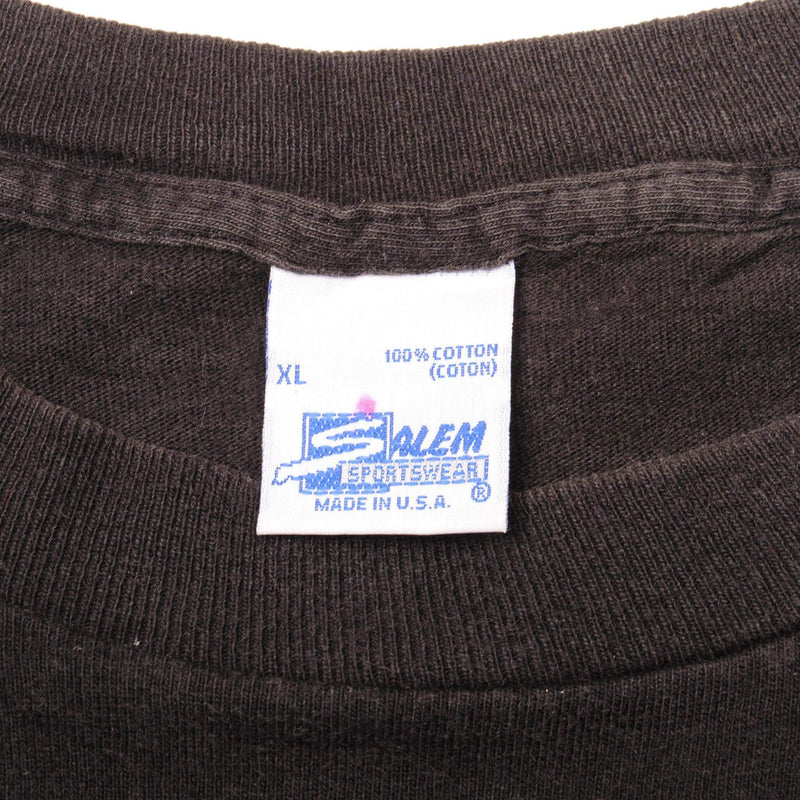 100% COTTON
XL (COTON)
SALEM
SPORTSWEAR ®
MADE IN U.S.A.